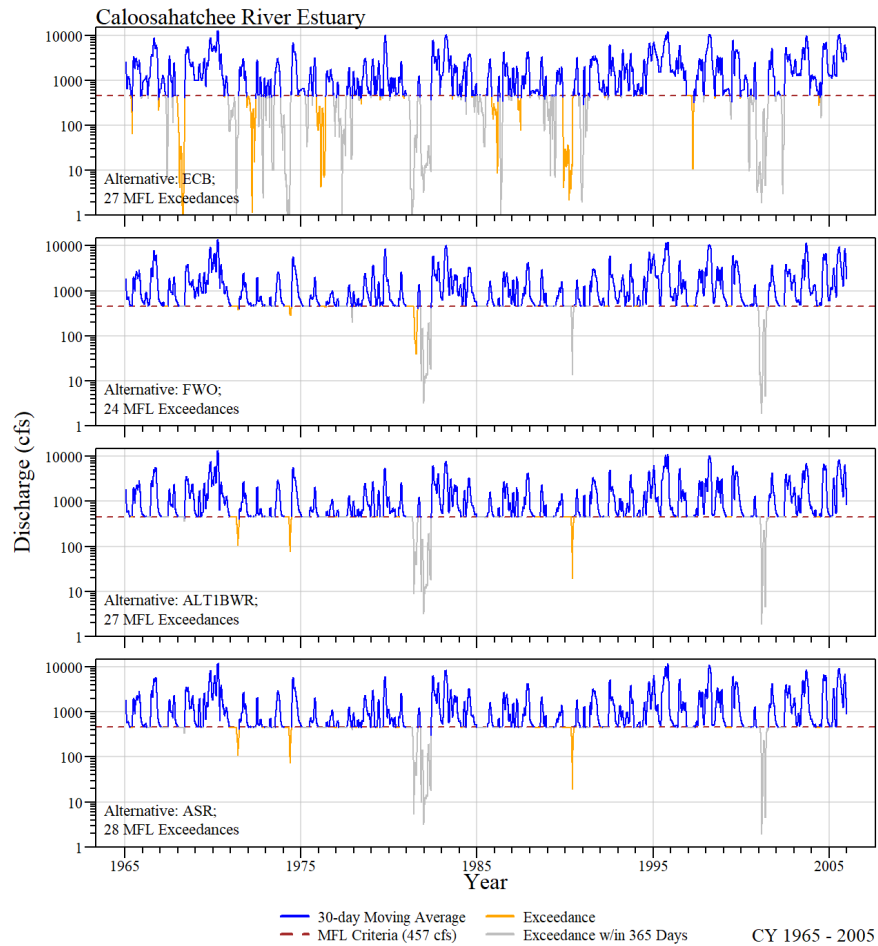 Caloosahatchee River Estuary
Discharge (cfs)
10000
1000
100
10
1
Alternative: ECB;
27 MFL Exceedances
10000
1000
100
10
1
Alternative: FWO;
24 MFL Exceedances
10000
1000
100
10
1
Alternative: ALT1BWR;
27 MFL Exceedances
10000
1000
100
10
1
Alternative: ASR;
28 MFL Exceedances
1965 1975 1985 1995 2005
Year
30-day Moving Average Exceedance
MFL Criteria (457 cfs) Exceedance w/in 365 Days
CY 1965 - 2005